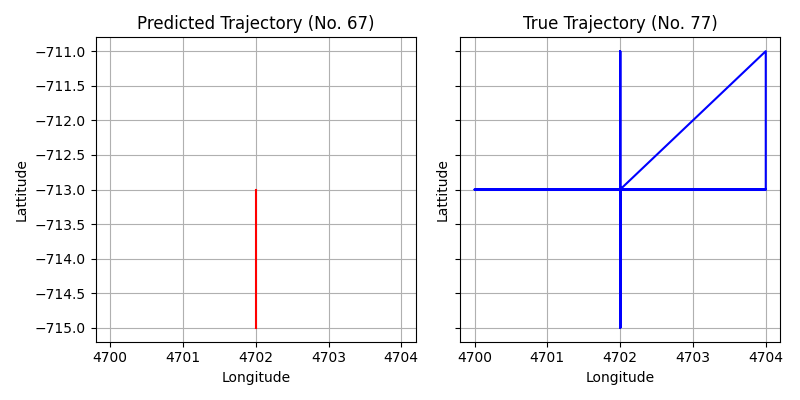 Predicted Trajectory (No. 67)
True Trajectory (No. 77)
Lattitude
−711.0
−711.5
−712.0
−712.5
−713.0
−713.5
−714.0
−714.5
−715.0
4700 4701 4702 4703 4704
Longitude
Lattitude
4700 4701 4702 4703 4704
Longitude